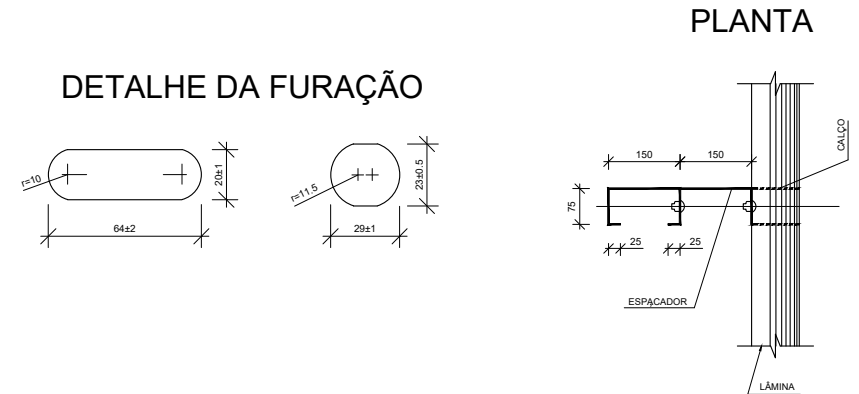 PLANTA
DETALHE DA FURAÇÃO
r=10
20±1
64±2
r=11,5
23±0.5
29±1
150
150
CALÇO
75
25
25
ESPAÇADOR
LÂMINA